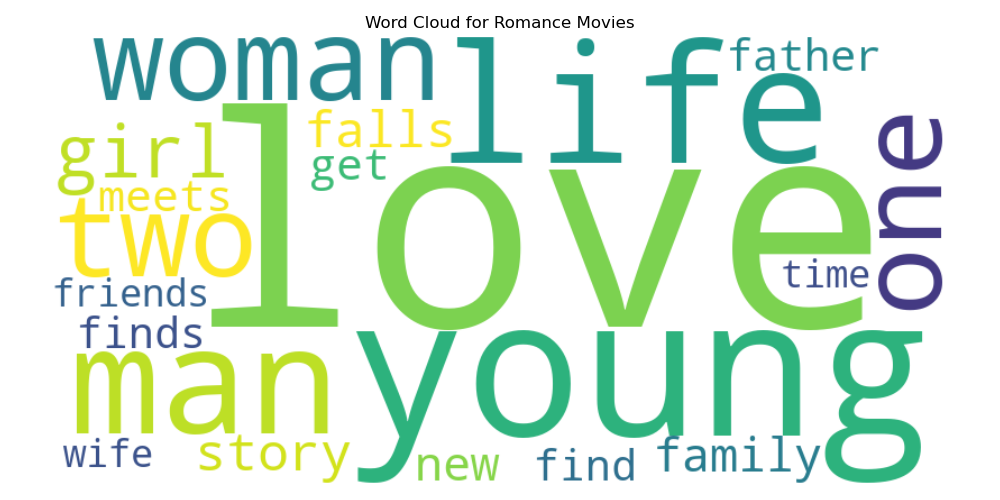 Word Cloud for Romance Movies
woman
life
father
girl
falls
get
one
meets
two
love
time
friends
finds
man
young
wife
story
new
find
family